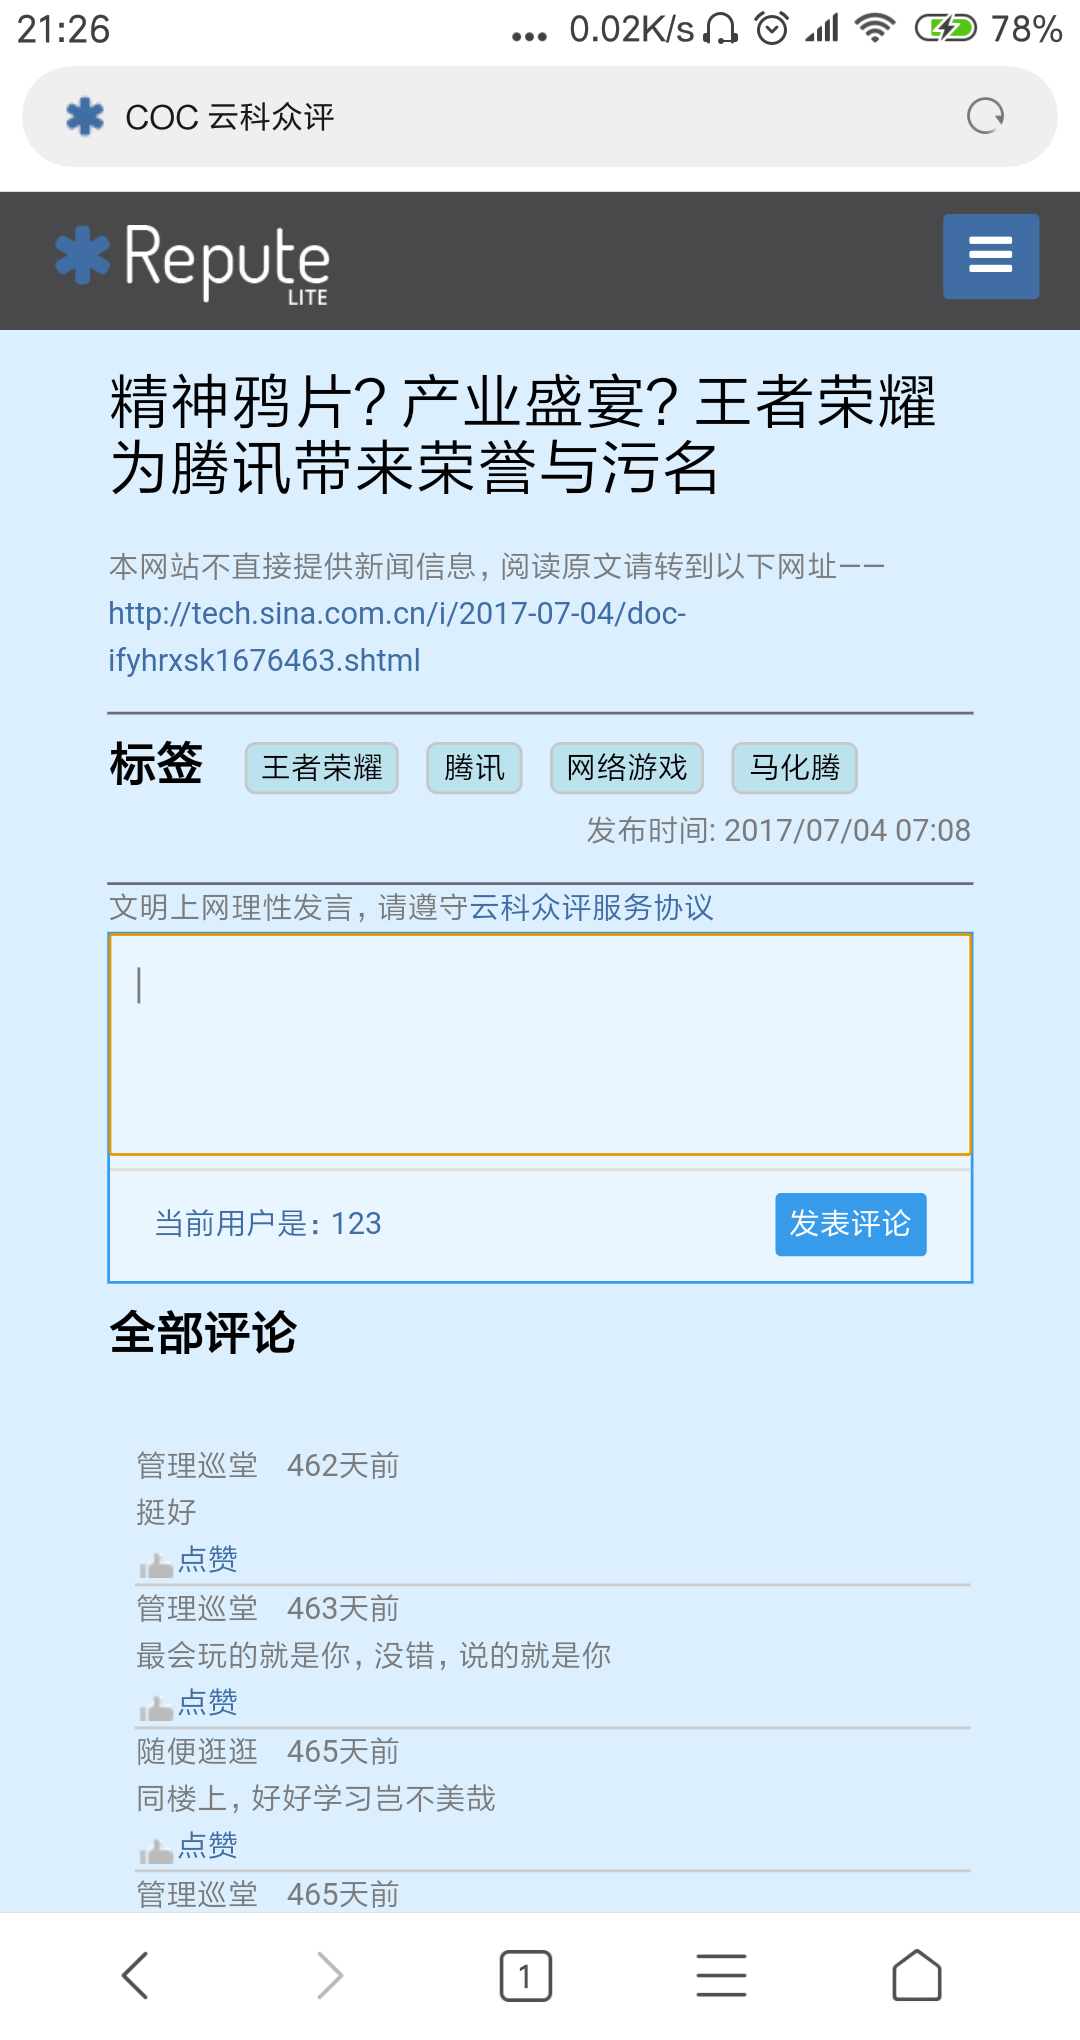 21:26 ... 0.02K/s 78%
COC 云科众评
Repute
LITE
精神鸦片? 产业盛宴? 王者荣耀
为腾讯带来荣誉与污名
本网站不直接提供新闻信息, 阅读原文请转到以下网址——
http://tech.sina.com.cn/i/2017-07-04/doc-
ifyhrxsk1676463.shtml
标签 王者荣耀 腾讯 网络游戏 马化腾
发布时间: 2017/07/04 07:08
文明上网理性发言, 请遵守云科众评服务协议
当前用户是: 123 发表评论
全部评论
管理巡堂 462天前
挺好
点赞
管理巡堂 463天前
最会玩的就是你, 没错, 说的就是你
点赞
随便逛逛 465天前
同楼上, 好好学习岂不美哉
点赞
管理巡堂 465天前
1